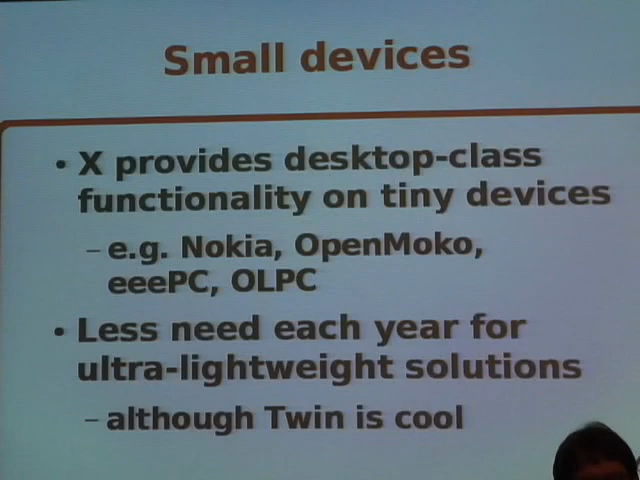 Small devices
• X provides desktop-class
functionality on tiny devices
– e.g. Nokia, OpenMoko,
eeePC, OLPC
• Less need each year for
ultra-lightweight solutions
– although Twin is cool